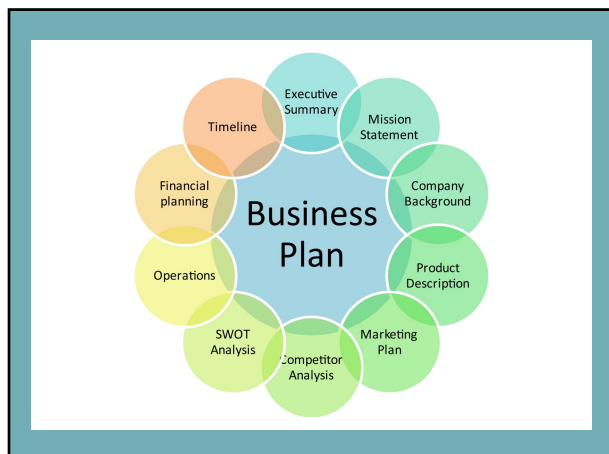 Executive
Summary
Mission
Statement
Company
Background
Product
Description
Marketing
Plan
Competitor
Analysis
SWOT
Analysis
Operations
Financial
planning
Timeline
Business
Plan